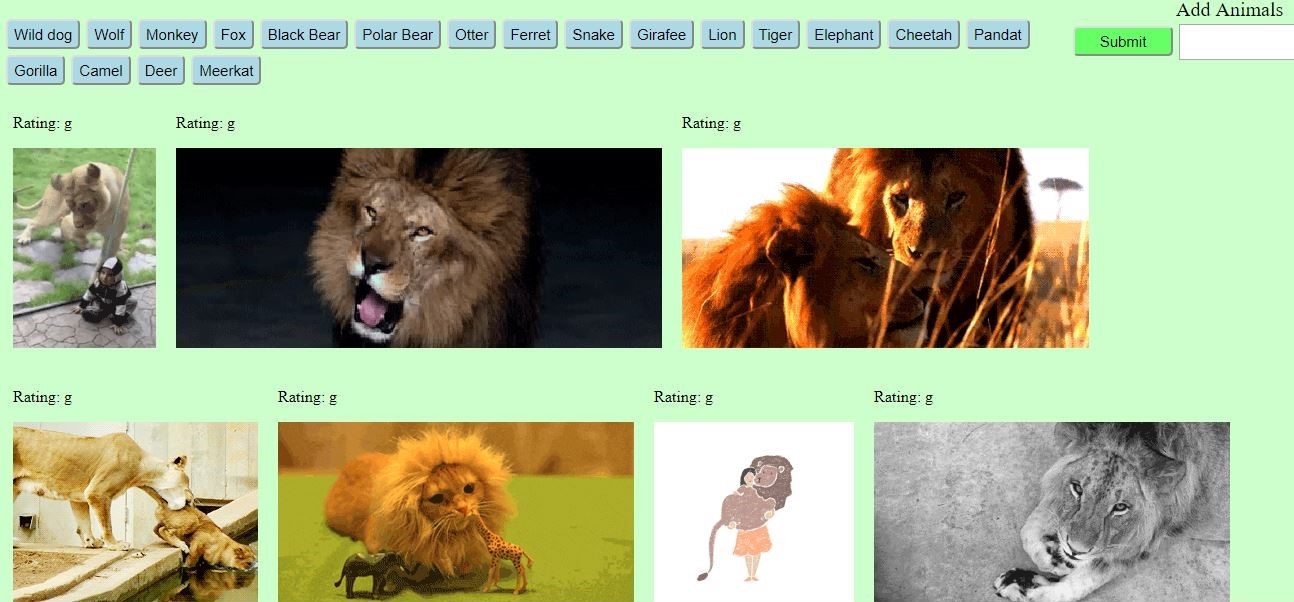 Add Animals
Wild dog Wolf Monkey Fox Black Bear Polar Bear Otter Ferret Snake Girafee Lion Tiger Elephant Cheetah Pandat
Submit
Gorilla Camel Deer Meerkat
Rating: g Rating: g Rating: g
Rating: g Rating: g Rating: g Rating: g